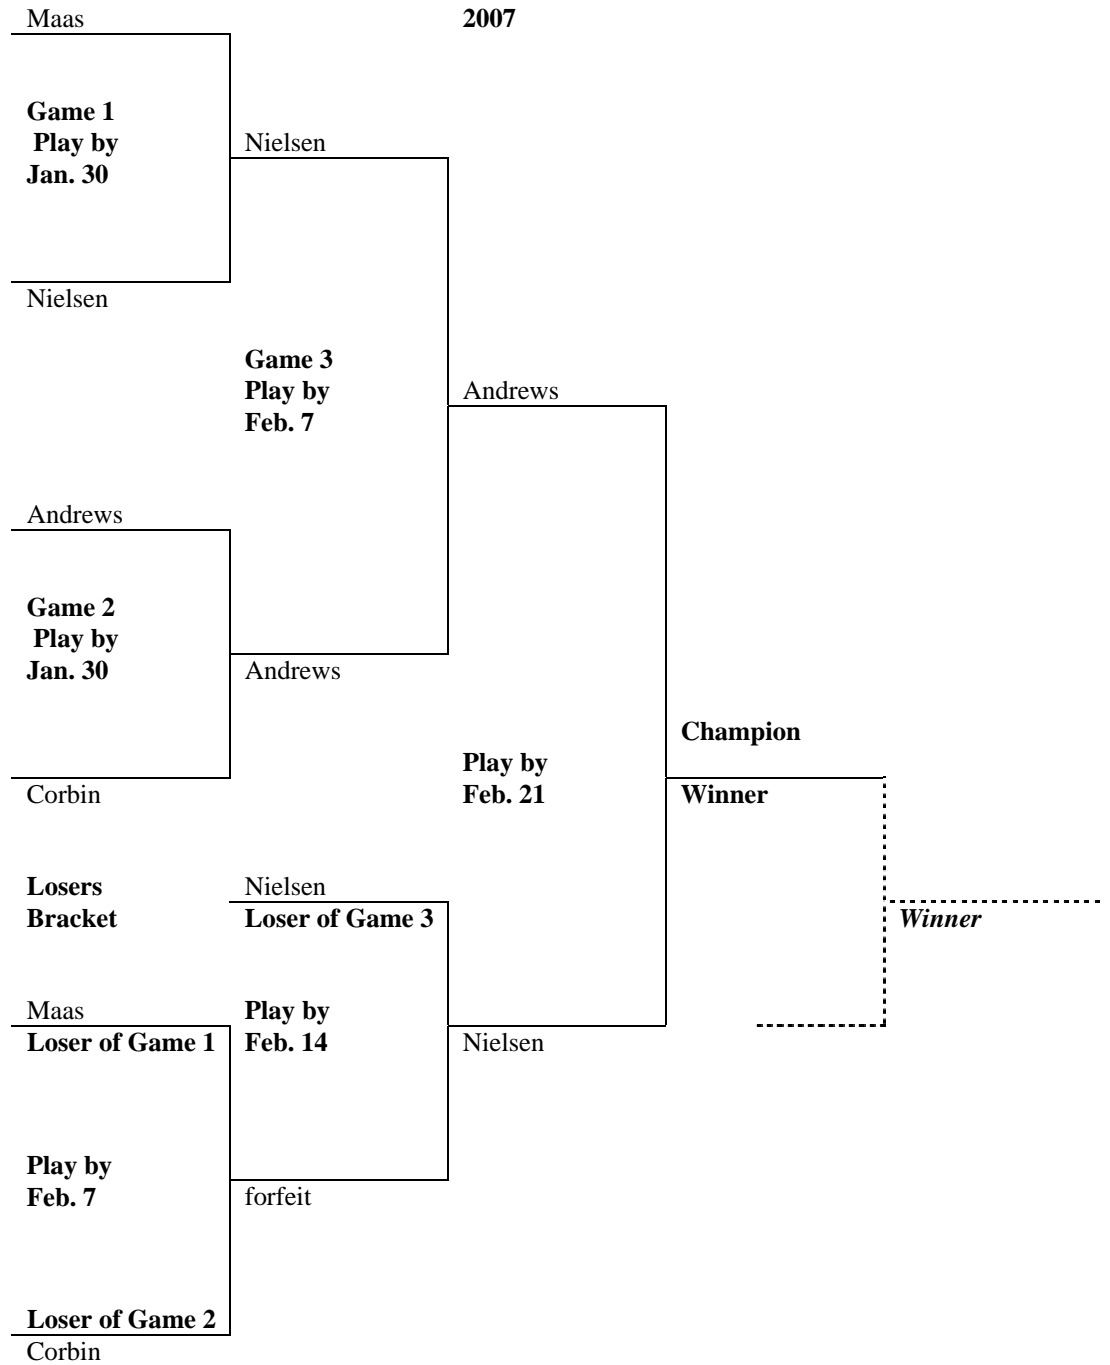 Maas
2007
Game 1
Play by
Jan. 30
Nielsen
Nielsen
Game 3
Play by
Feb. 7
Andrews
Andrews
Game 2
Play by
Jan. 30
Andrews
Corbin
Play by
Feb. 21
Champion
Winner
Losers
Bracket
Nielsen
Loser of Game 3
Winner
Maas
Loser of Game 1
Play by
Feb. 14
Nielsen
Play by
Feb. 7
forfeit
Loser of Game 2
Corbin